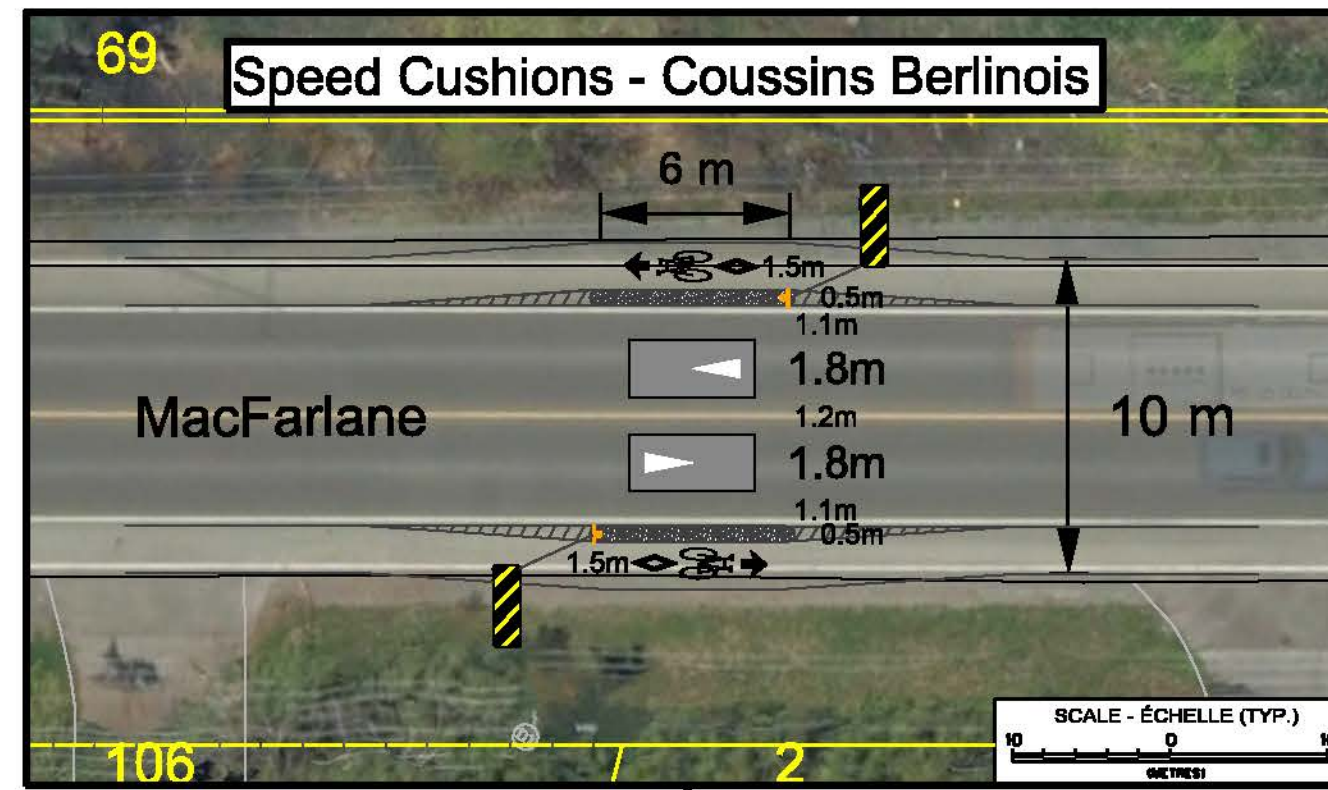 69
Speed Cushions - Coussins Berlinois
6 m
1.5m
0.5m
1.1m
1.8m
MacFarlane
1.2m
10 m
1.8m
1.1m
0.5m
1.5m
SCALE - ÉCHELLE (TYP.)
10 0
(METRES)
106 / 2